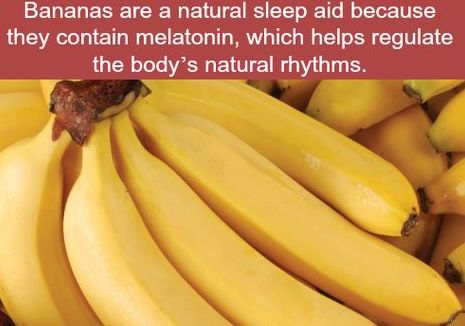 Bananas are a natural sleep aid because
they contain melatonin, which helps regulate
the body's natural rhythms.